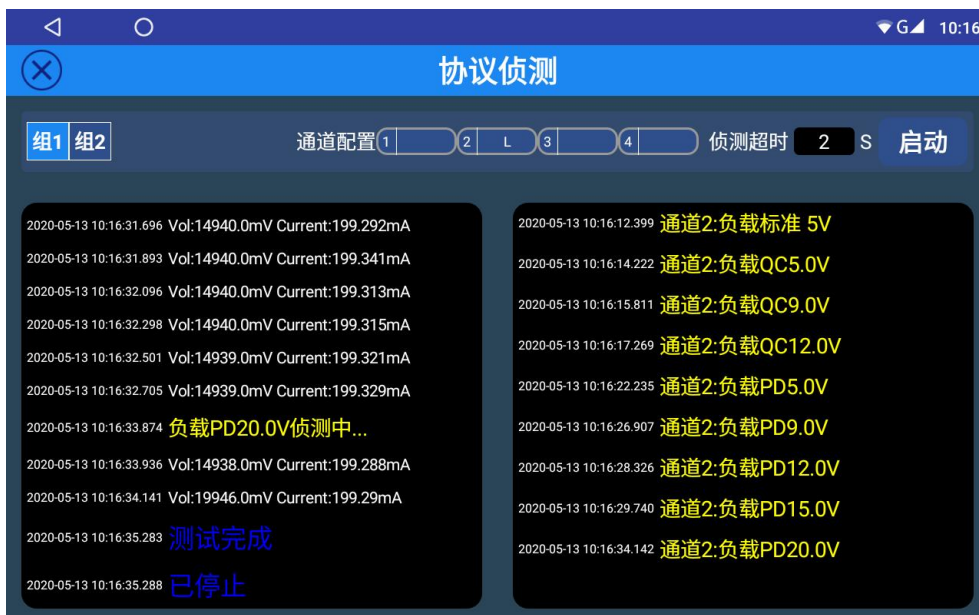 G 10:16
协议侦测
组1 组2 通道配置 1 2 L 3 4 侦测超时 2 S 启动
2020-05-13 10:16:31.696 Vol:14940.0mV Current:199.292mA
2020-05-13 10:16:31.893 Vol:14940.0mV Current:199.341mA
2020-05-13 10:16:32.096 Vol:14940.0mV Current:199.313mA
2020-05-13 10:16:32.298 Vol:14940.0mV Current:199.315mA
2020-05-13 10:16:32.501 Vol:14939.0mV Current:199.321mA
2020-05-13 10:16:32.705 Vol:14939.0mV Current:199.329mA
2020-05-13 10:16:33.874 负载PD20.0V侦测中...
2020-05-13 10:16:33.936 Vol:14938.0mV Current:199.288mA
2020-05-13 10:16:34.141 Vol:19946.0mV Current:199.29mA
2020-05-13 10:16:35.283 测试完成
2020-05-13 10:16:35.288 已停止
2020-05-13 10:16:12.399 通道2:负载标准 5V
2020-05-13 10:16:14.222 通道2:负载QC5.0V
2020-05-13 10:16:15.811 通道2:负载QC9.0V
2020-05-13 10:16:17.269 通道2:负载QC12.0V
2020-05-13 10:16:22.235 通道2:负载PD5.0V
2020-05-13 10:16:26.907 通道2:负载PD9.0V
2020-05-13 10:16:28.326 通道2:负载PD12.0V
2020-05-13 10:16:29.740 通道2:负载PD15.0V
2020-05-13 10:16:34.142 通道2:负载PD20.0V